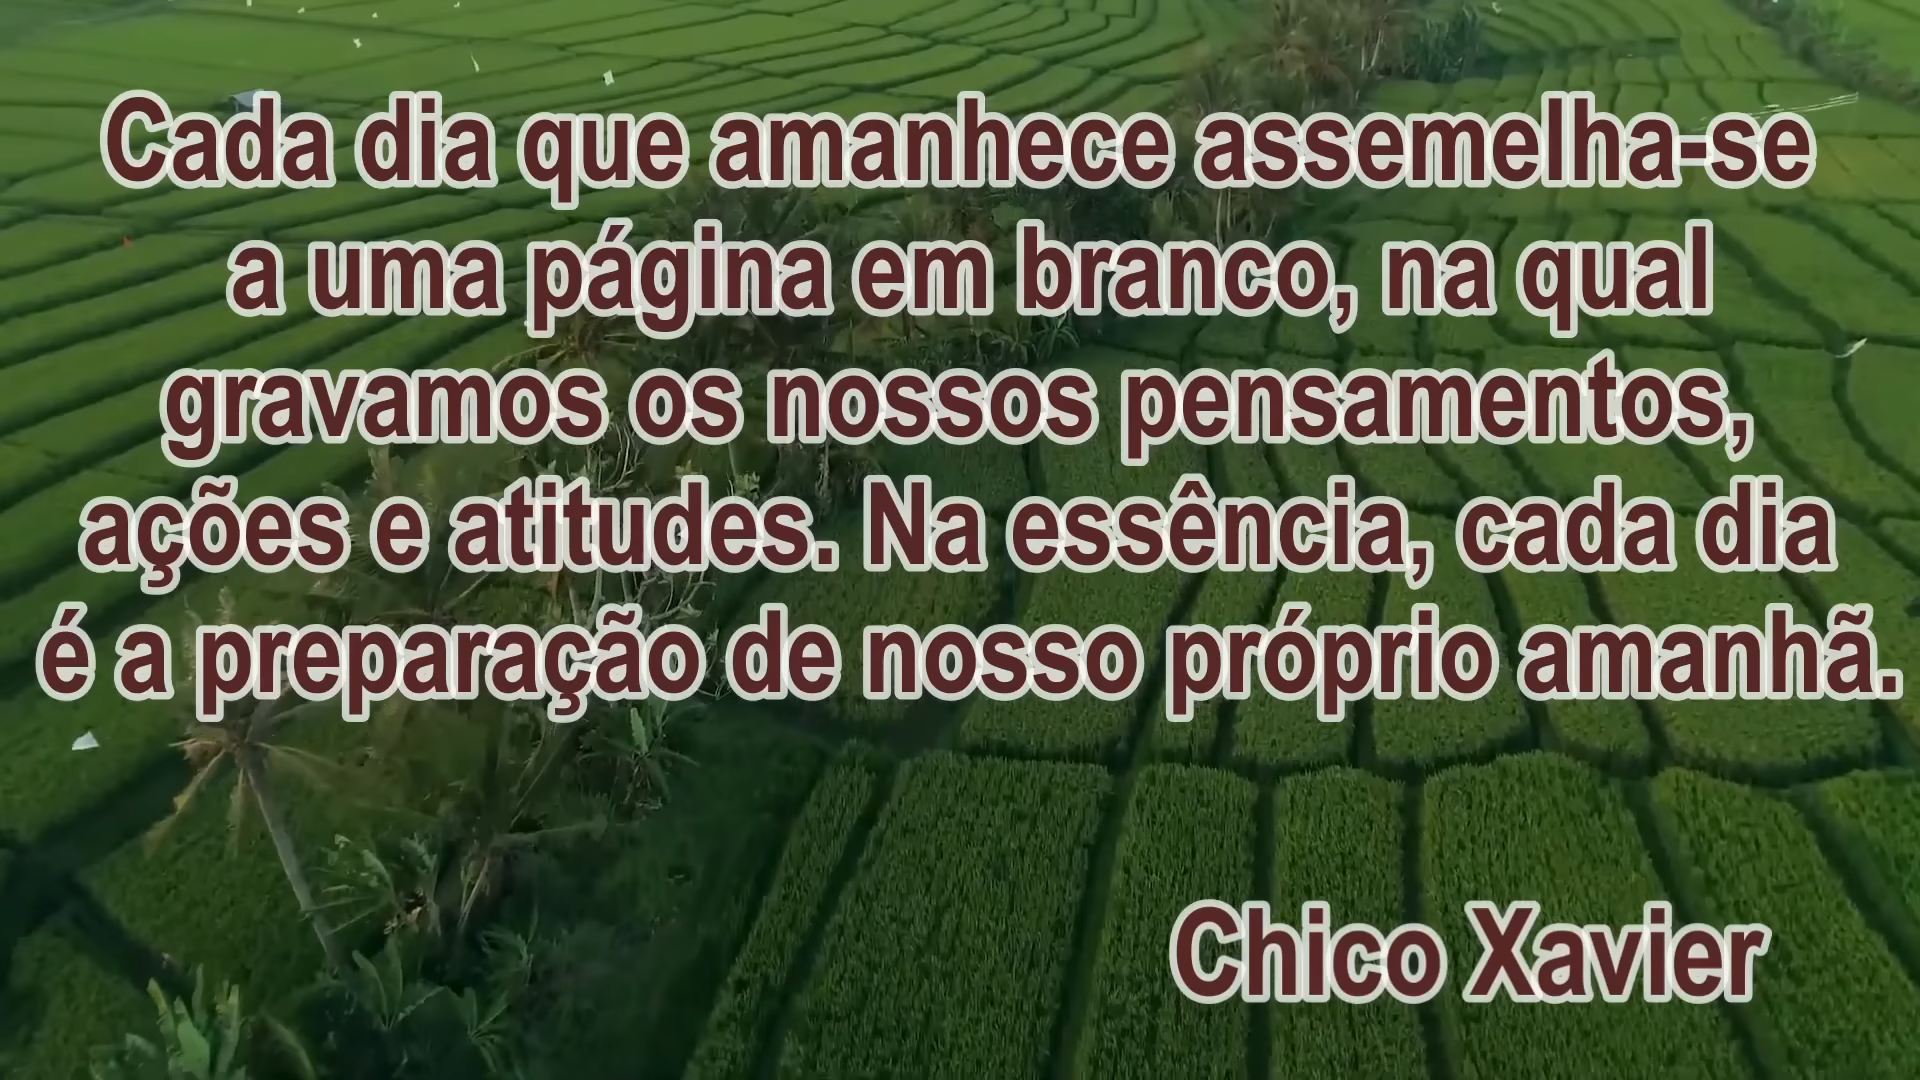 Cada dia que amanhece assemelha-se
a uma página em branco, na qual
gravamos os nossos pensamentos,
ações e atitudes. Na essência, cada dia
é a preparação de nosso próprio amanhã.
Chico Xavier